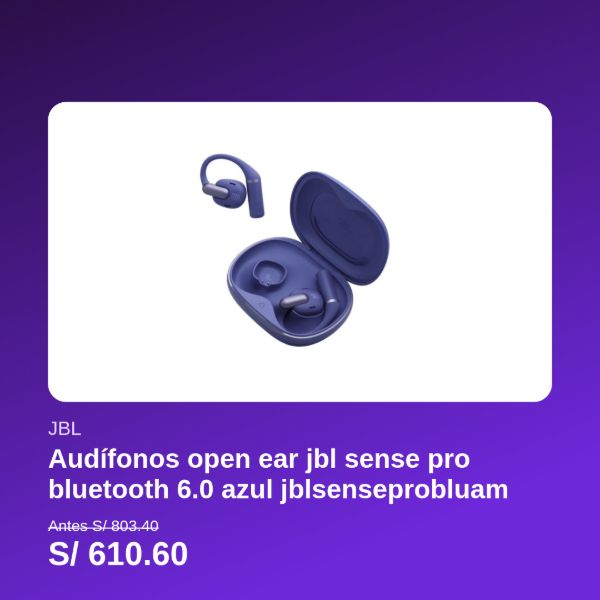 JBL
Audífonos open ear jbl sense pro
bluetooth 6.0 azul jblsenseprobluam
Antes S/ 803.40
S/ 610.60